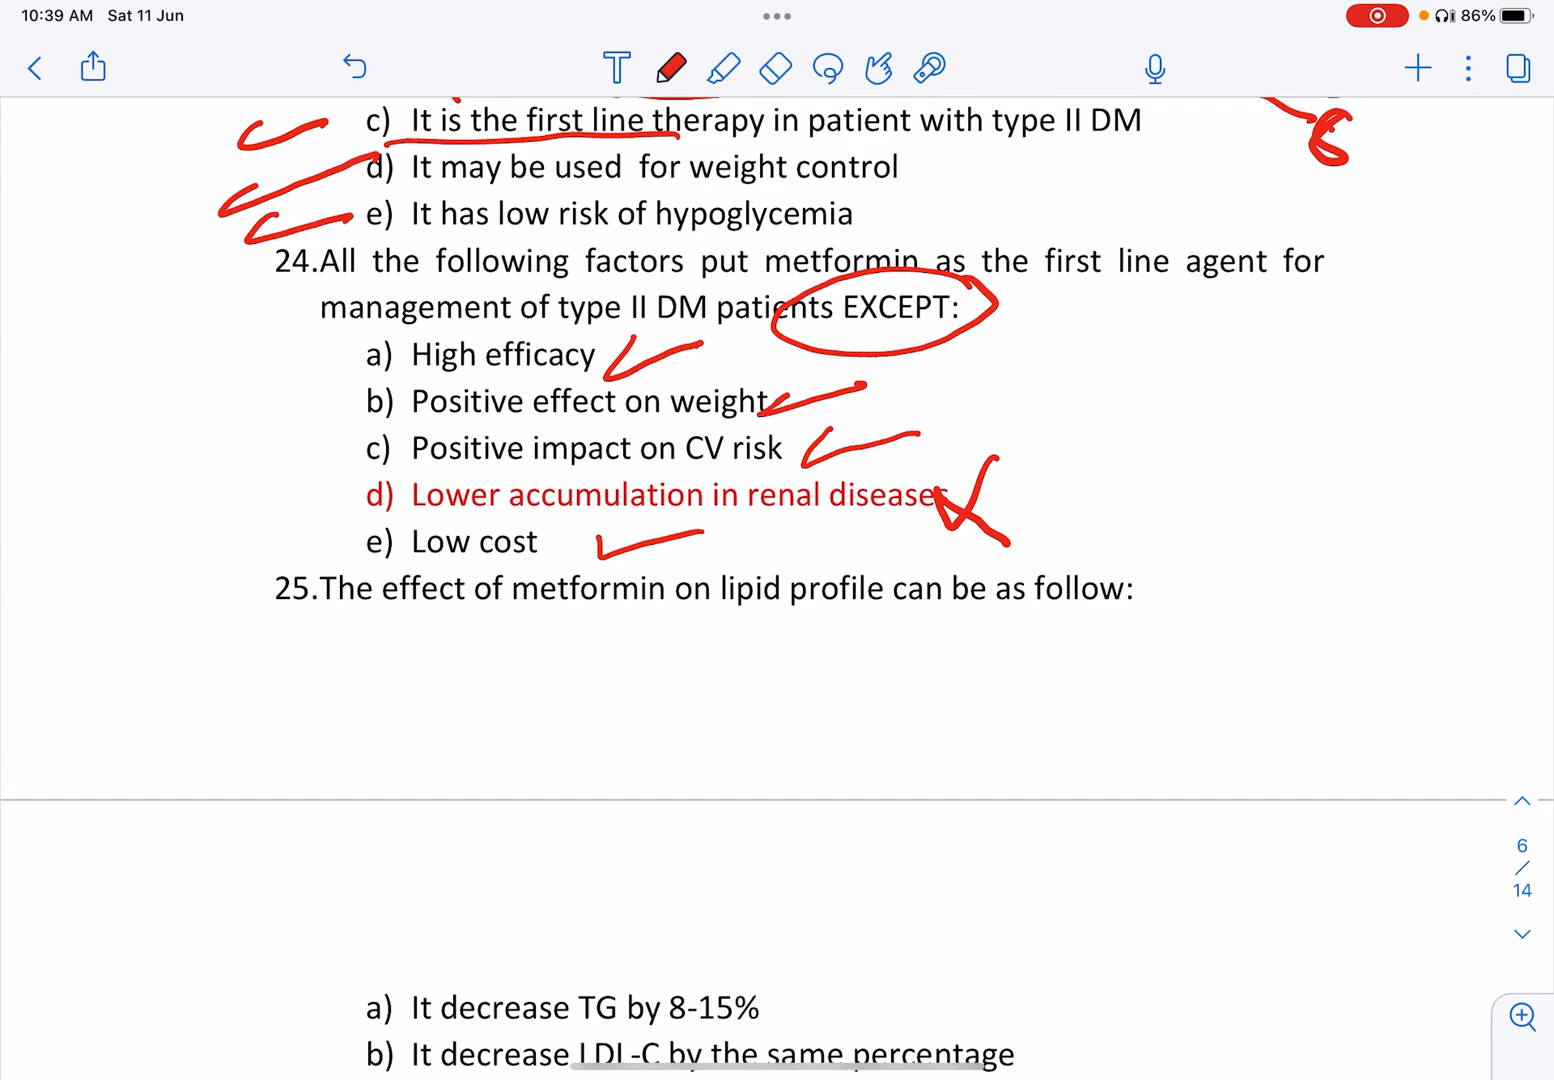 10:39 AM Sat 11 Jun
86%
c) It is the first line therapy in patient with type II DM
8
d) It may be used for weight control
e) It has low risk of hypoglycemia
24.All the following factors put metformin as the first line agent for
management of type II DM patients EXCEPT:
a) High efficacy
b) Positive effect on weight
c) Positive impact on CV risk
d) Lower accumulation in renal diseases
e) Low cost
25.The effect of metformin on lipid profile can be as follow:
6
/
14
a) It decrease TG by 8-15%
b) It decrease LDL-C by the same percentage